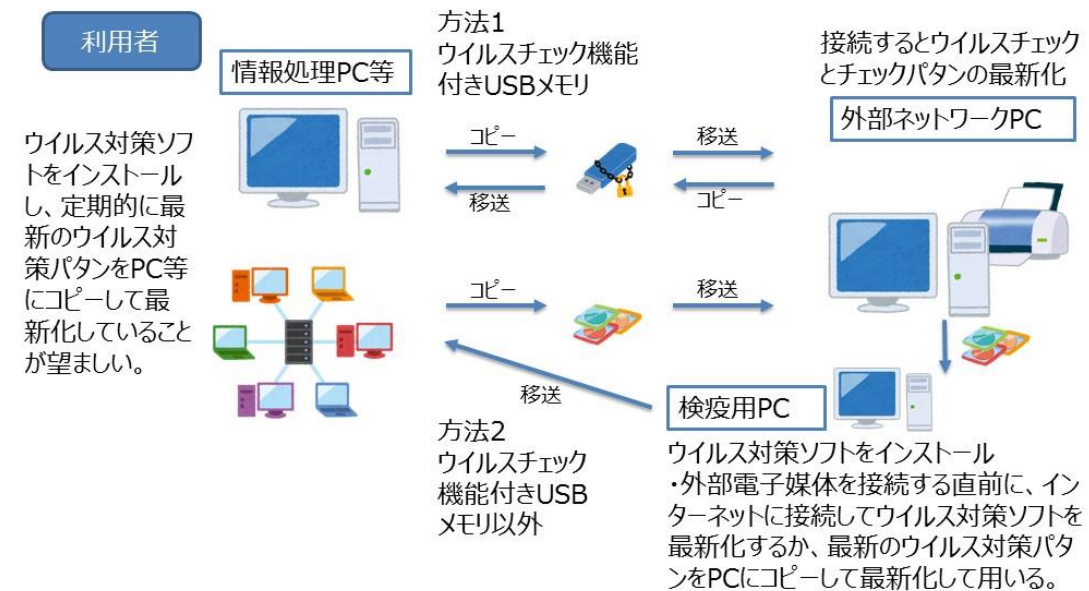 利用者
情報処理PC等
ウイルス対策ソフ
トをインストール
し、定期的に最
新のウイルス対
策パタンをPC等
にコピーして最
新化していること
が望ましい。
方法1
ウイルスチェック機能
付きUSBメモリ
コピー
移送
移送
コピー
接続するとウイルスチェック
とチェックパタンの最新化
外部ネットワークPC
コピー
移送
移送
方法2
ウイルスチェック
機能付きUSB
メモリ以外
検疫用PC
ウイルス対策ソフトをインストール
・外部電子媒体を接続する直前に、イン
ターネットに接続してウイルス対策ソフトを
最新化するか、最新のウイルス対策パタ
ンをPCにコピーして最新化して用いる。